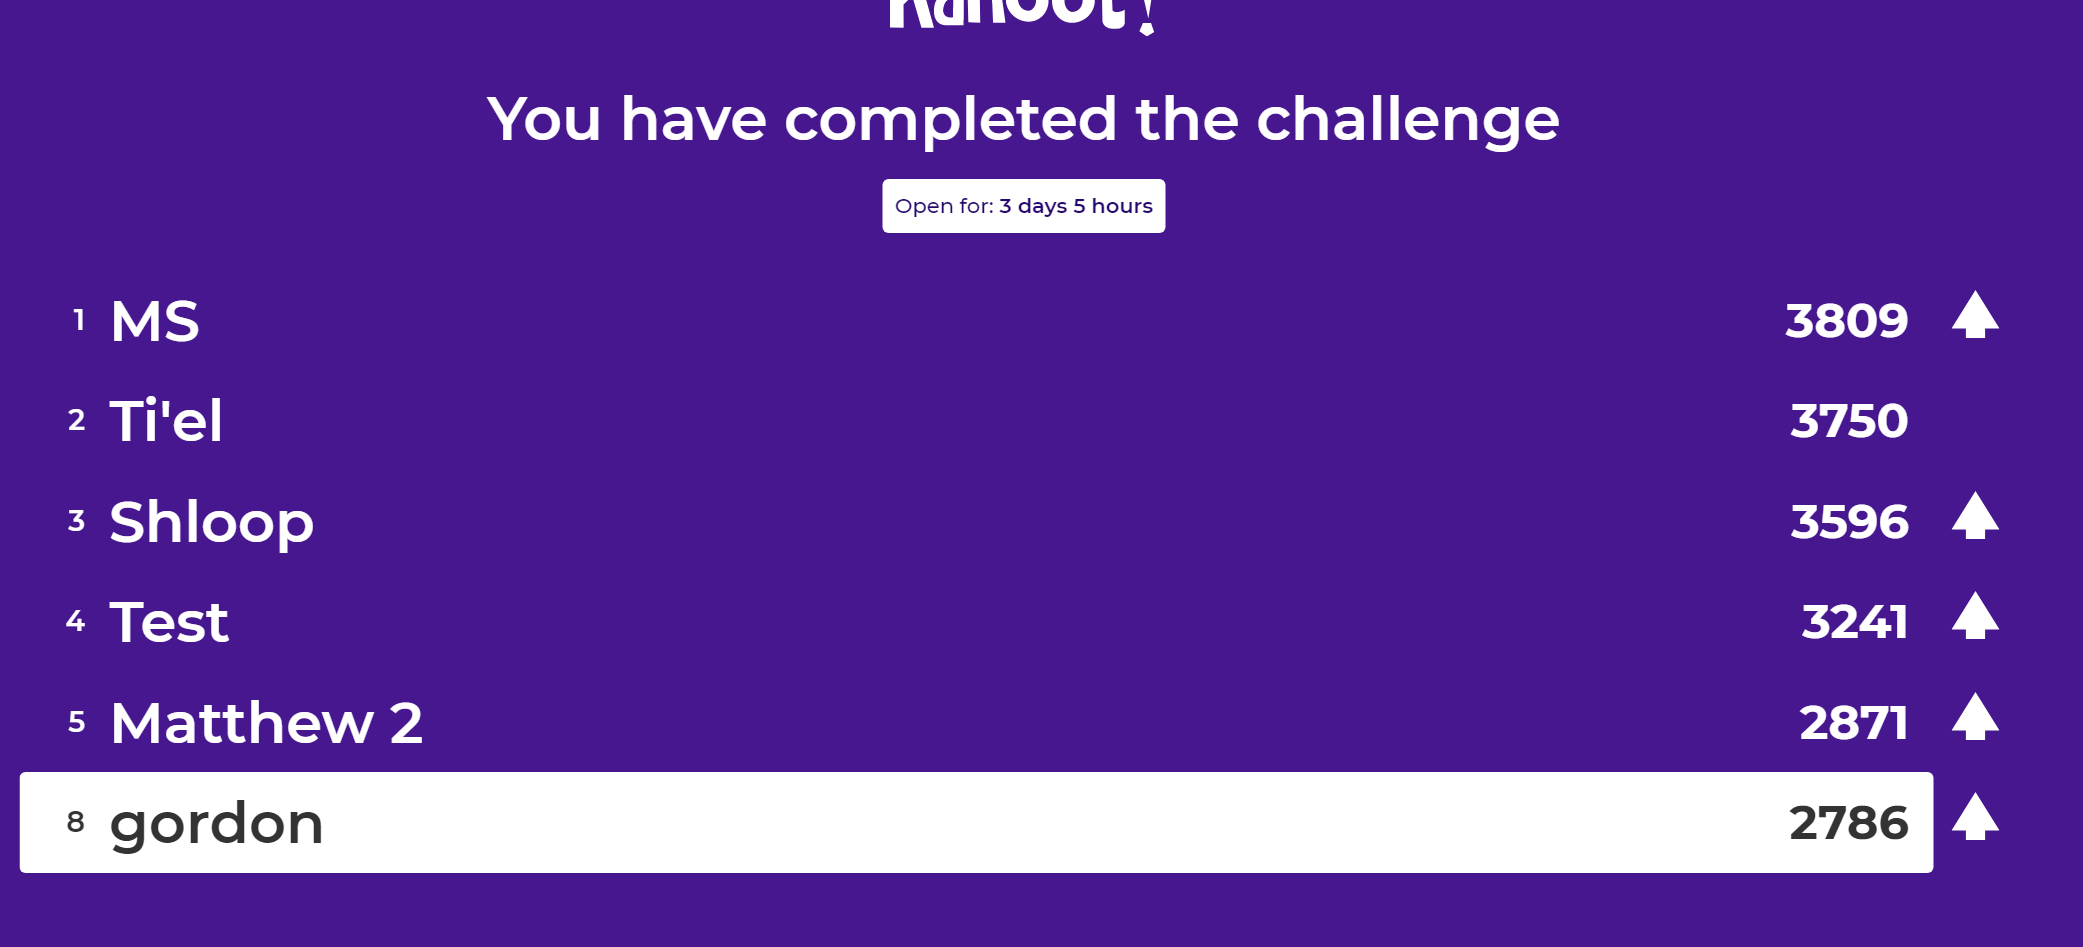 Kahoot!
You have completed the challenge
Open for: 3 days 5 hours
1 MS 3809
2 Ti'el 3750
3 Shloop 3596
4 Test 3241
5 Matthew 2 2871
8 gordon 2786